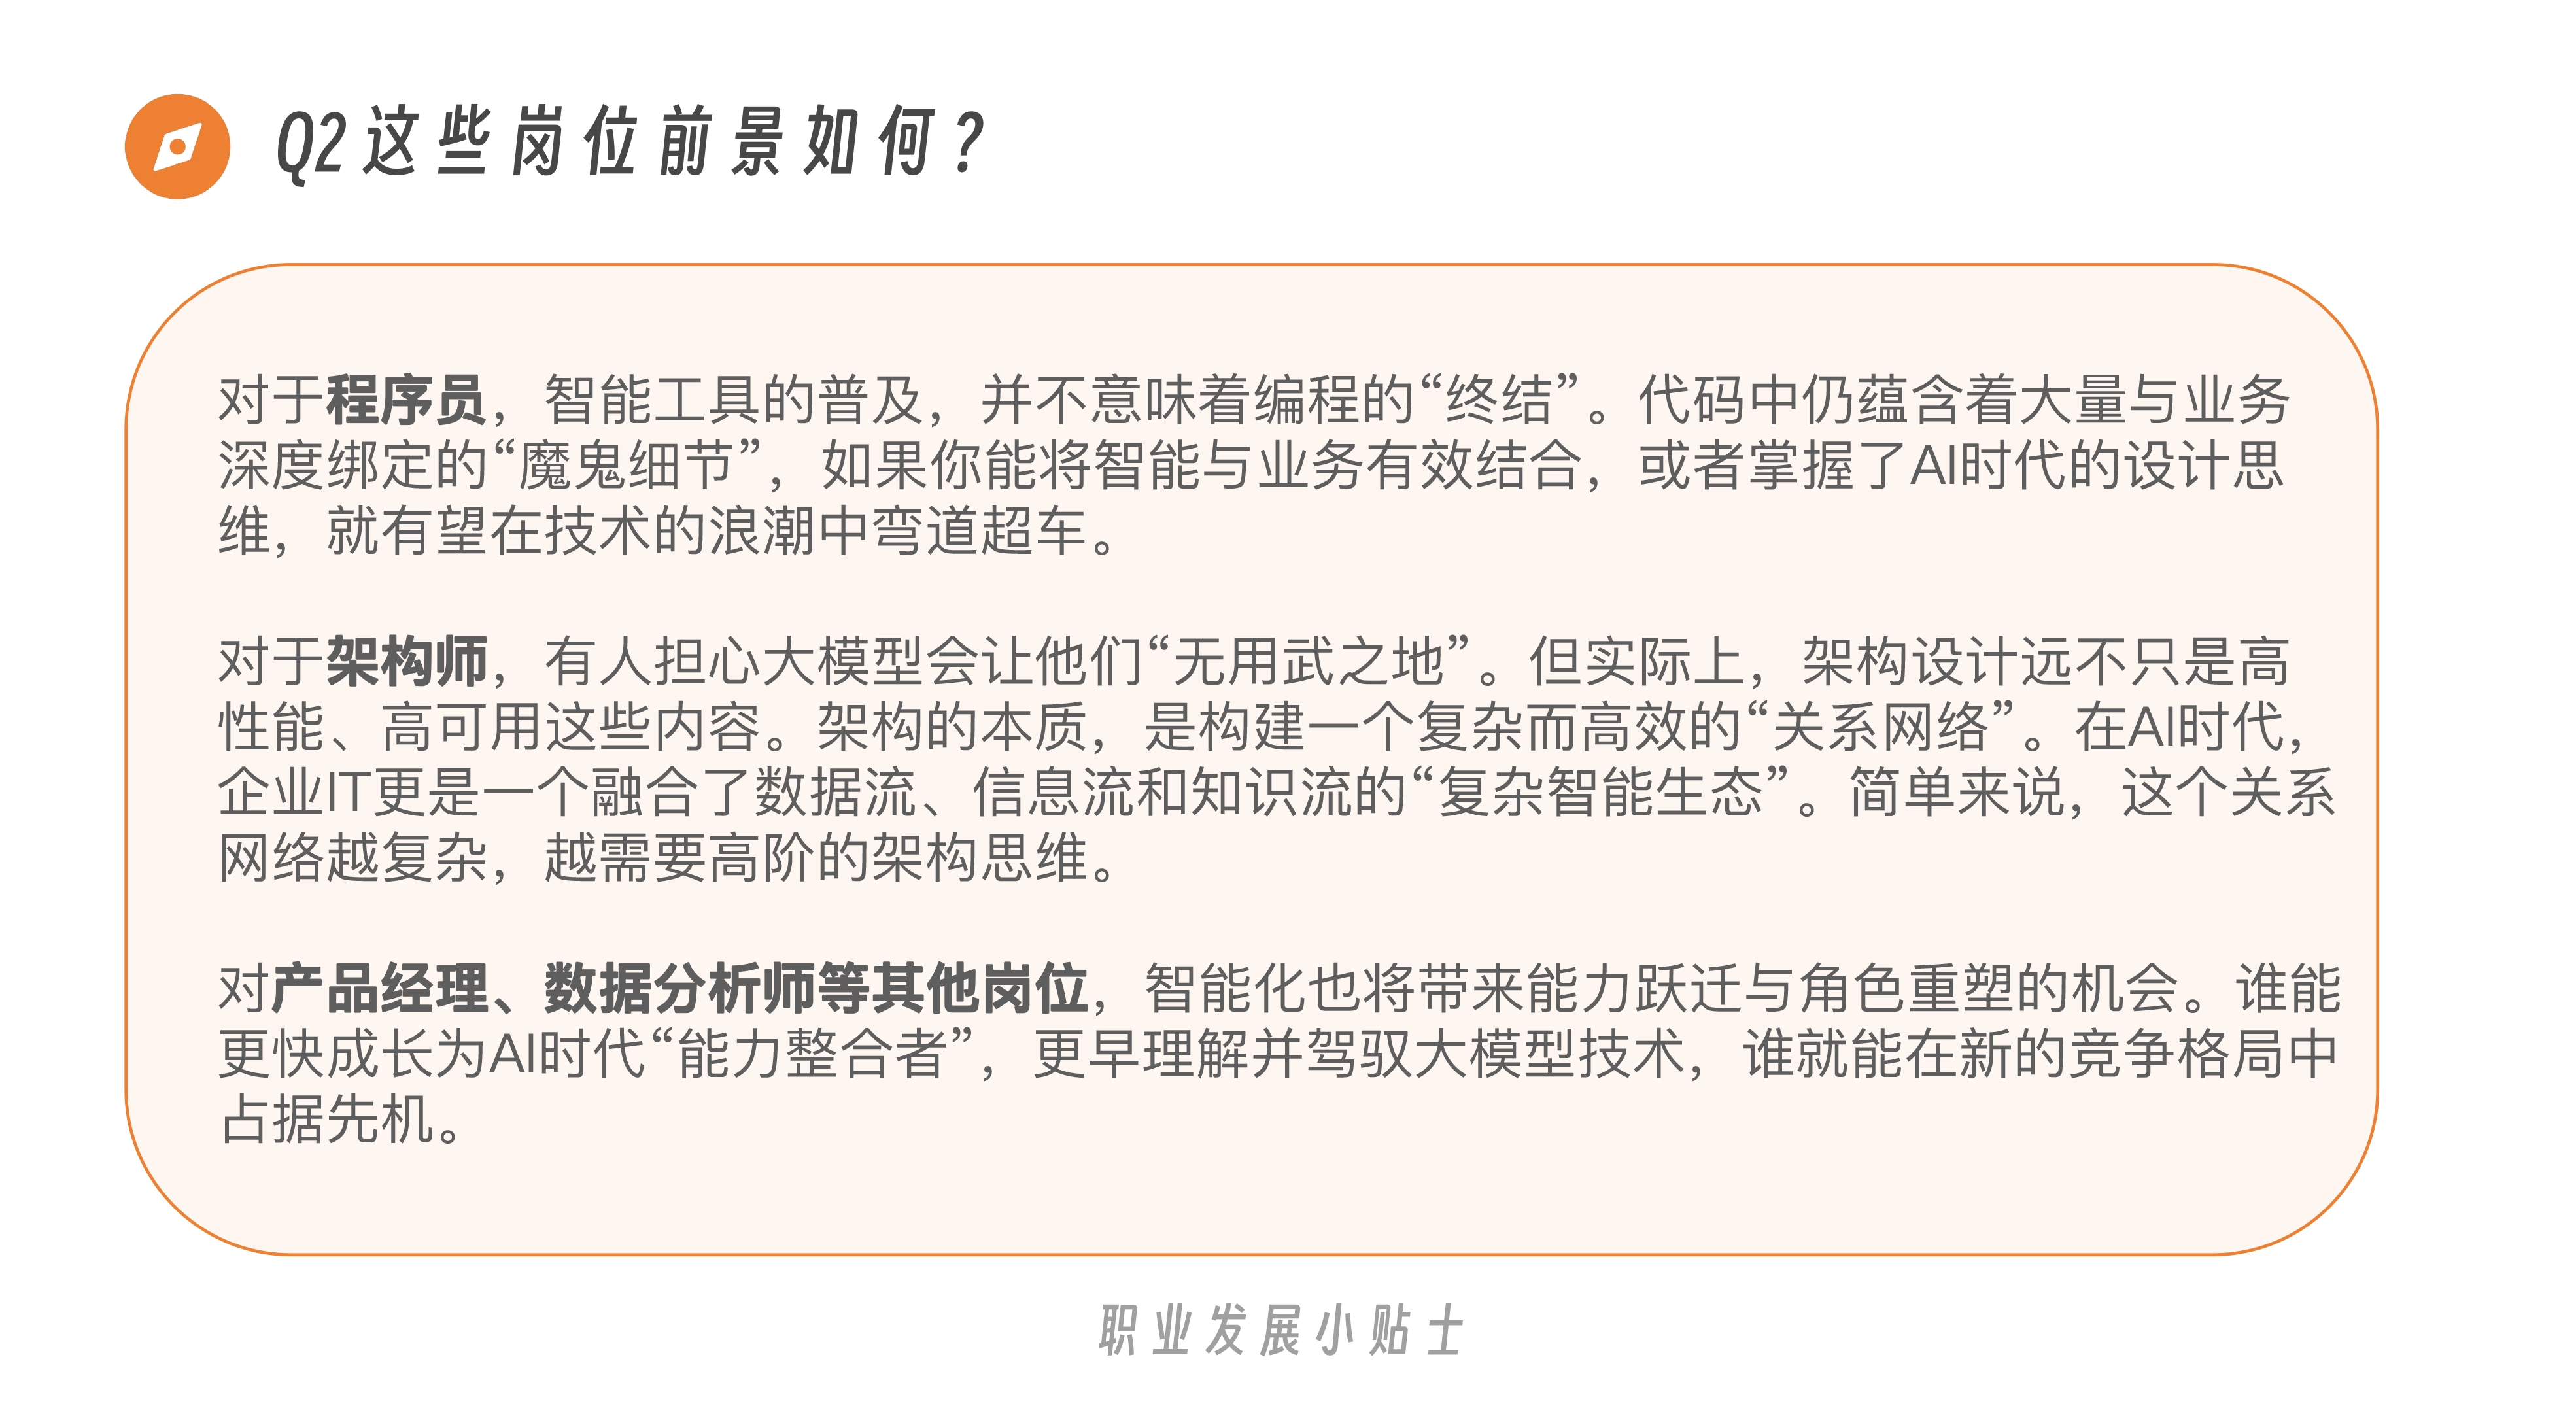 Q2这些岗位前景如何？
对于程序员，智能工具的普及，并不意味着编程的“终结”。代码中仍蕴含着大量与业务
深度绑定的“魔鬼细节”，如果你能将智能与业务有效结合，或者掌握了AI时代的设计思
维，就有望在技术的浪潮中弯道超车。
对于架构师，有人担心大模型会让他们“无用武之地”。但实际上，架构设计远不只是高
性能、高可用这些内容。架构的本质，是构建一个复杂而高效的“关系网络”。在AI时代，
企业IT更是一个融合了数据流、信息流和知识流的“复杂智能生态”。简单来说，这个关系
网络越复杂，越需要高阶的架构思维。
对产品经理、数据分析师等其他岗位，智能化也将带来能力跃迁与角色重塑的机会。谁能
更快成长为AI时代“能力整合者”，更早理解并驾驭大模型技术，谁就能在新的竞争格局中
占据先机。
职业发展小贴士